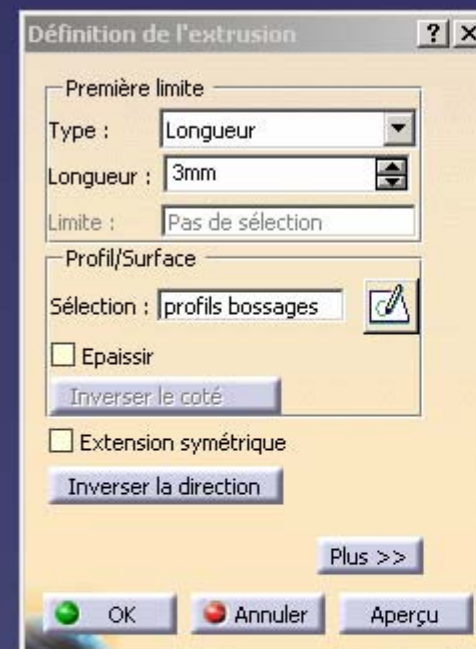 Définition de l'extrusion ? X
Première limite
Type : Longueur
Longueur : 3mm
Limite : Pas de sélection
Profil/Surface
Sélection : profils bossages
Epaissir
Inverser le coté
Extension symétrique
Inverser la direction
Plus >>
OK Annuler Aperçu